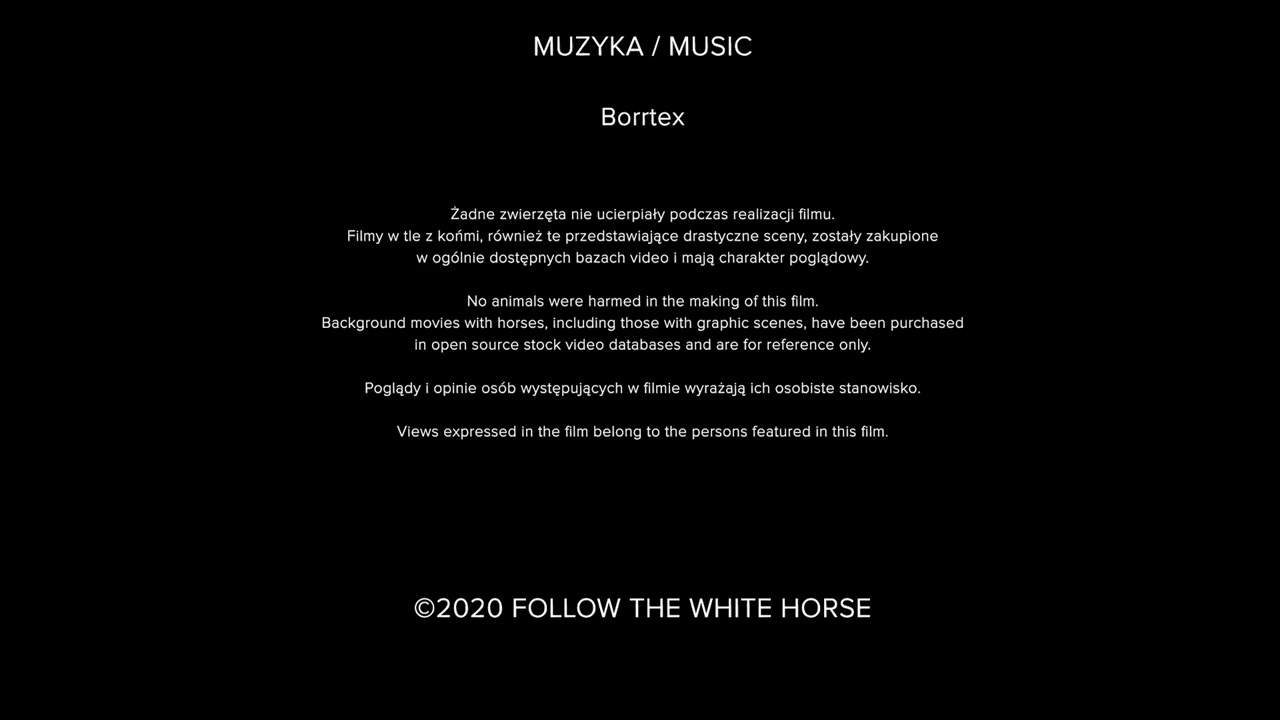 MUZYKA / MUSIC
Borrtex
Żadne zwierzęta nie ucierpiały podczas realizacji filmu.
Filmy w tle z końmi, również te przedstawiające drastyczne sceny, zostały zakupione
w ogólnie dostępnych bazach video i mają charakter poglądowy.
No animals were harmed in the making of this film.
Background movies with horses, including those with graphic scenes, have been purchased
in open source stock video databases and are for reference only.
Poglądy i opinie osób występujących w filmie wyrażają ich osobiste stanowisko.
Views expressed in the film belong to the persons featured in this film.
©2020 FOLLOW THE WHITE HORSE